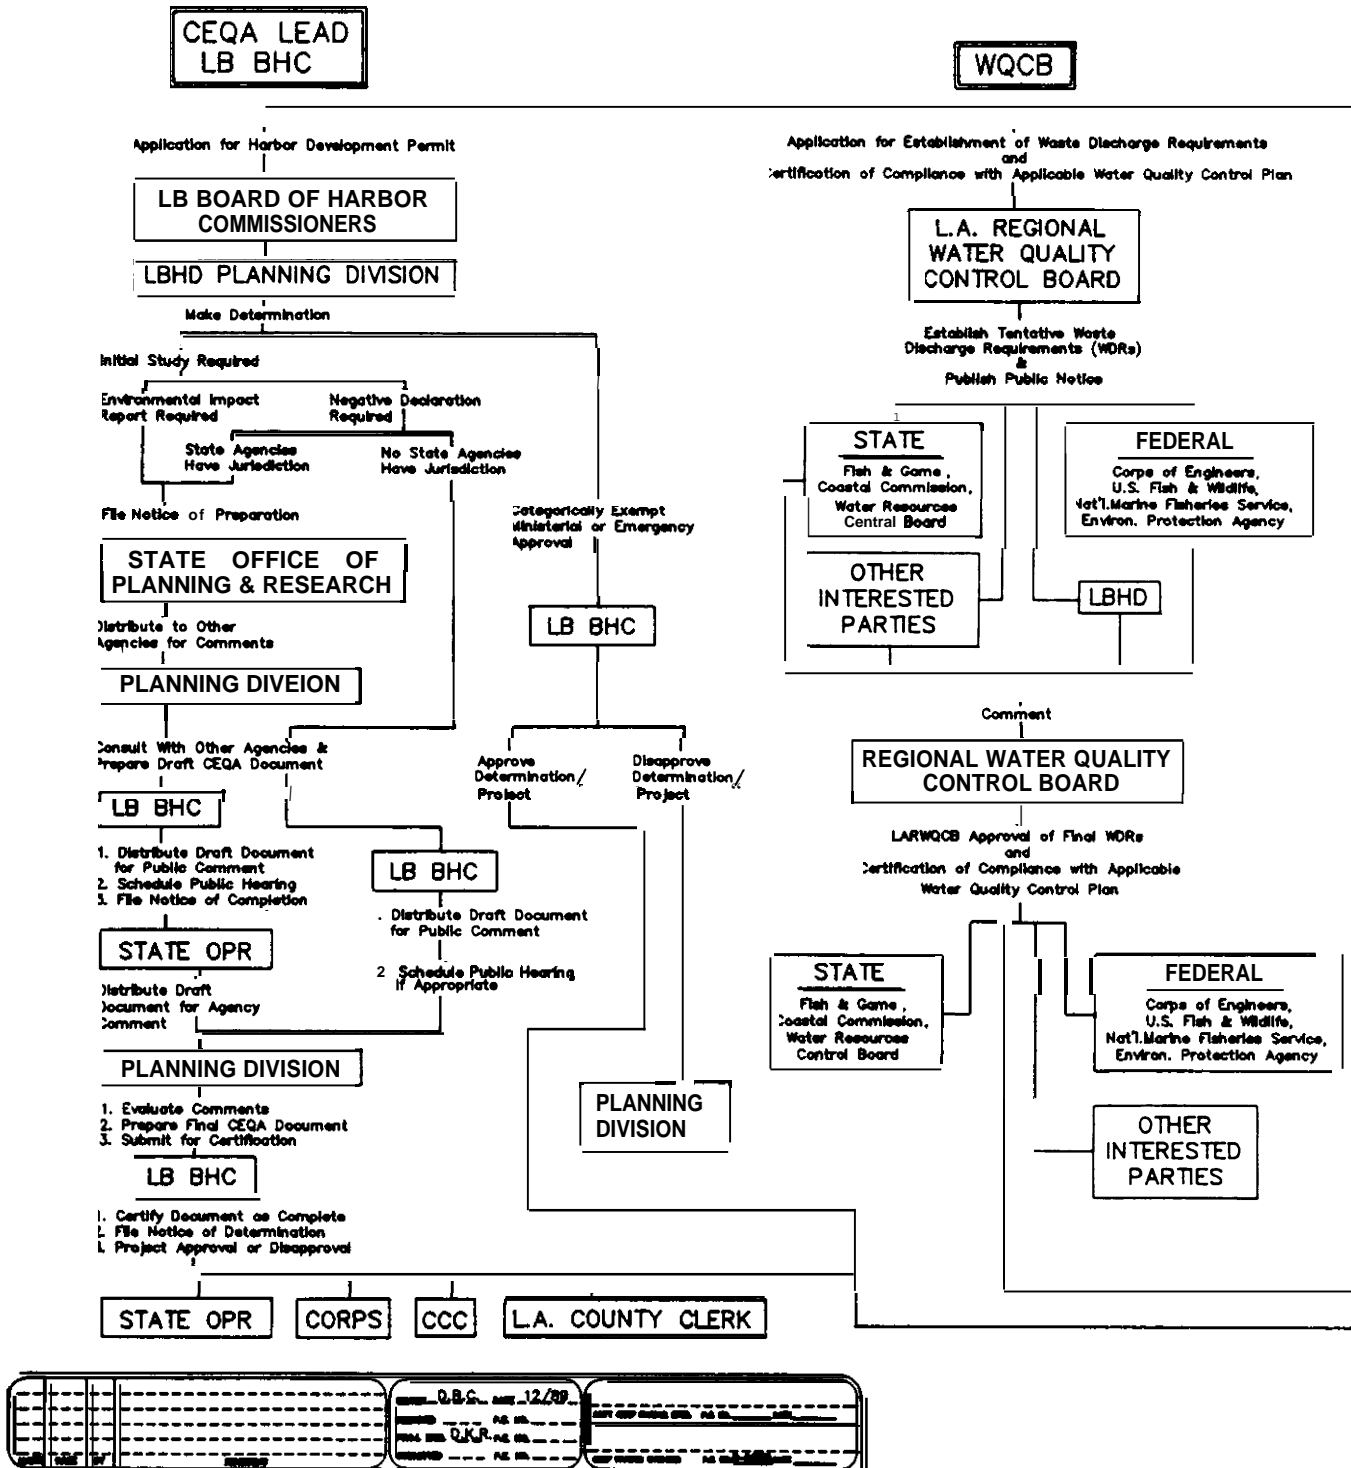 CEQA LEAD
LB BHC
WQCB
Application for Harbor Development Permit
LB BOARD OF HARBOR
COMMISSIONERS
LBHD PLANNING DIVISION
Make Determination
Initial Study Required
Environmental Impact
Report Required
Negative Declaration
Required
State Agencies
Have Jurisdiction
No State Agencies
Have Jurisdiction
File Notice of Preparation
STATE OFFICE OF
PLANNING & RESEARCH
Distribute to Other
Agencies for Comments
PLANNING DIVEION
Consult With Other Agencies &
Prepare Draft CEQA Document
LB BHC
1. Distribute Draft Document
for Public Comment
2. Schedule Public Hearing
3. File Notice of Completion
STATE OPR
Distribute Draft
Document for Agency
Comment
PLANNING DIVISION
1. Evaluate Comments
2. Prepare Final CEQA Document
3. Submit for Certification
LB BHC
1. Certify Document as Complete
2. File Notice of Determination
3. Project Approval or Disapproval
STATE OPR
CORPS
CCC
L.A. COUNTY CLERK
LB BHC
. Distribute Draft Document
for Public Comment
2 Schedule Public Hearing
If Appropriate
Categorically Exempt
Ministerial or Emergency
Approval
LB BHC
Approve
Determination/
Project
Disapprove
Determination/
Project
PLANNING
DIVISION
Application for Establishment of Waste Discharge Requirements
and
Certification of Compliance with Applicable Water Quality Control Plan
L.A. REGIONAL
WATER QUALITY
CONTROL BOARD
Establish Tentative Waste
Discharge Requirements (WDRs)
&
Publish Public Notice
1
STATE
Fish & Game ,
Coastal Commission,
Water Resources
Central Board
FEDERAL
Corps of Engineers,
U.S. Fish & Wildlife,
Nat'l.Marine Fisheries Service,
Environ. Protection Agency
OTHER
INTERESTED
PARTIES
LBHD
Comment
REGIONAL WATER QUALITY
CONTROL BOARD
LARWQCB Approval of Final WDRs
and
Certification of Compliance with Applicable
Water Quality Control Plan
STATE
Fish & Game ,
Coastal Commission,
Water Resources
Control Board
FEDERAL
Corps of Engineers,
U.S. Fish & Wildlife,
Nat'l.Marine Fisheries Service,
Environ. Protection Agency
OTHER
INTERESTED
PARTIES
D.B.C. DATE 12/89
D.K.R.